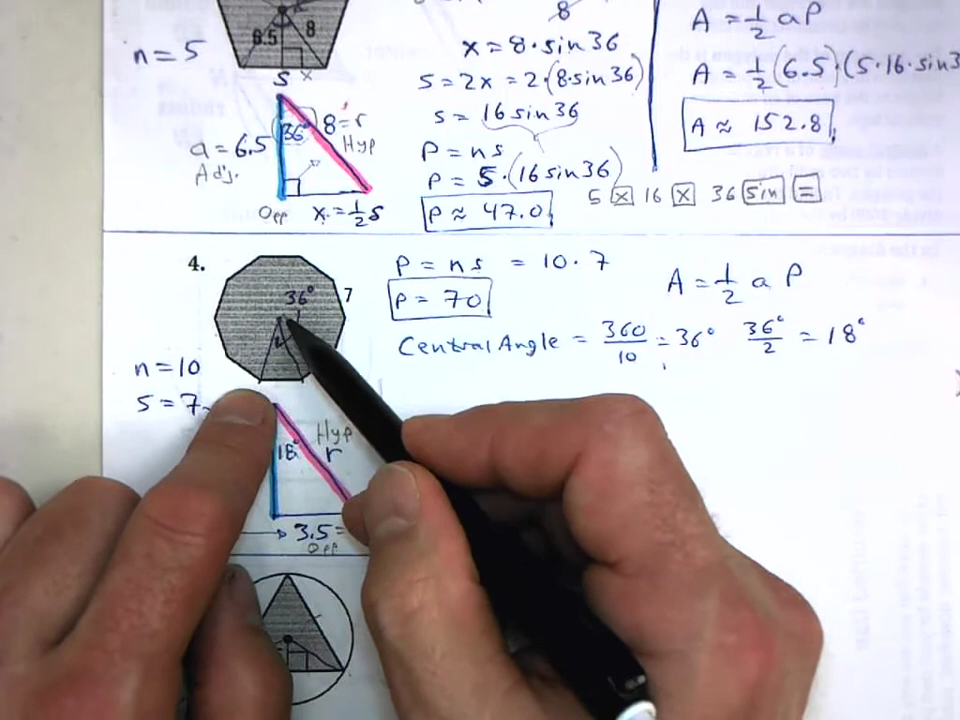 6.5 8
n = 5
s x
a = 6.5
Adj.
36°
8 = r
Hyp
Opp x = ½ s
8
x = 8·sin 36
s = 2x = 2·(8·sin 36)
s = 16 sin 36
P = ns
P = 5·(16 sin 36)
P ≈ 47.0
A = ½ a P
A = ½ (6.5)·(5·16·sin 3
A ≈ 152.8
5 × 16 × 36 sin =
4.
36°
7
n = 10
s = 7
P = ns = 10·7
P = 70
A = ½ a P
Central Angle = 360/10 = 36° 36°/2 = 18°
18°
Hyp
r
3.5 =
Opp